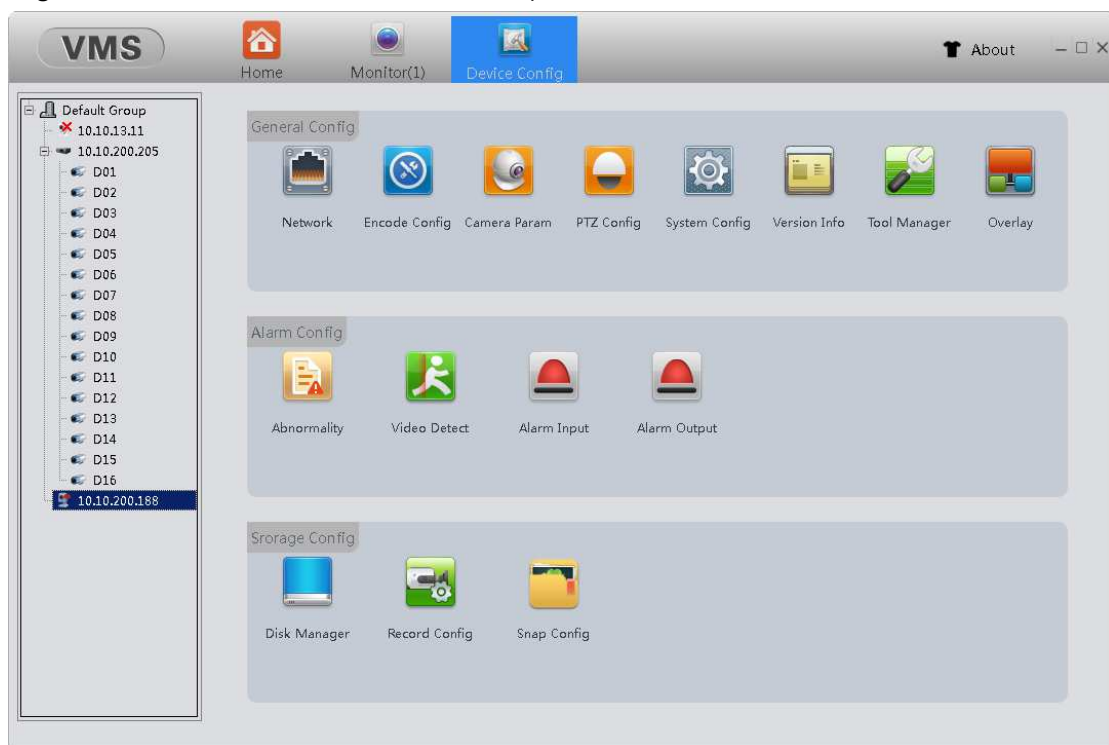 VMS
Home
Monitor(1)
Device Config
About
Default Group
10.10.13.11
10.10.200.205
D01
D02
D03
D04
D05
D06
D07
D08
D09
D10
D11
D12
D13
D14
D15
D16
10.10.200.188
General Config
Network
Encode Config
Camera Param
PTZ Config
System Config
Version Info
Tool Manager
Overlay
Alarm Config
Abnormality
Video Detect
Alarm Input
Alarm Output
Srorage Config
Disk Manager
Record Config
Snap Config